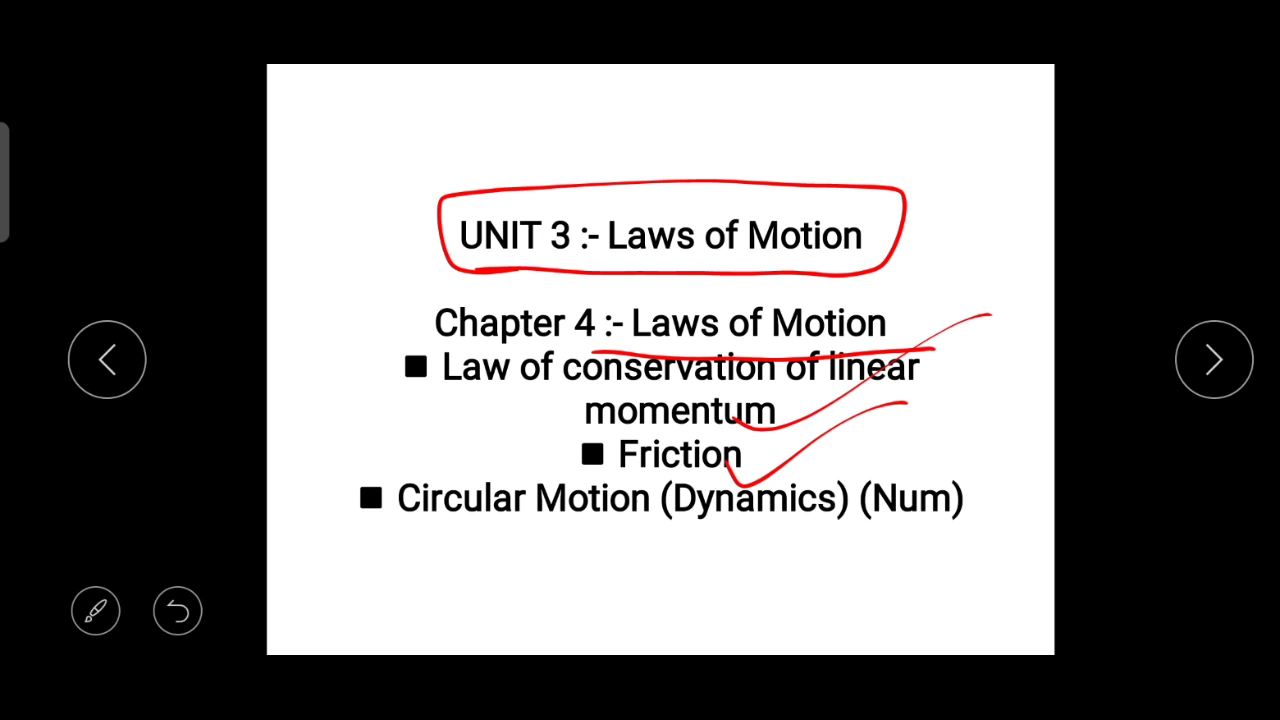 UNIT 3 :- Laws of Motion
Chapter 4 :- Laws of Motion
■ Law of conservation of linear
momentum
■ Friction
■ Circular Motion (Dynamics) (Num)